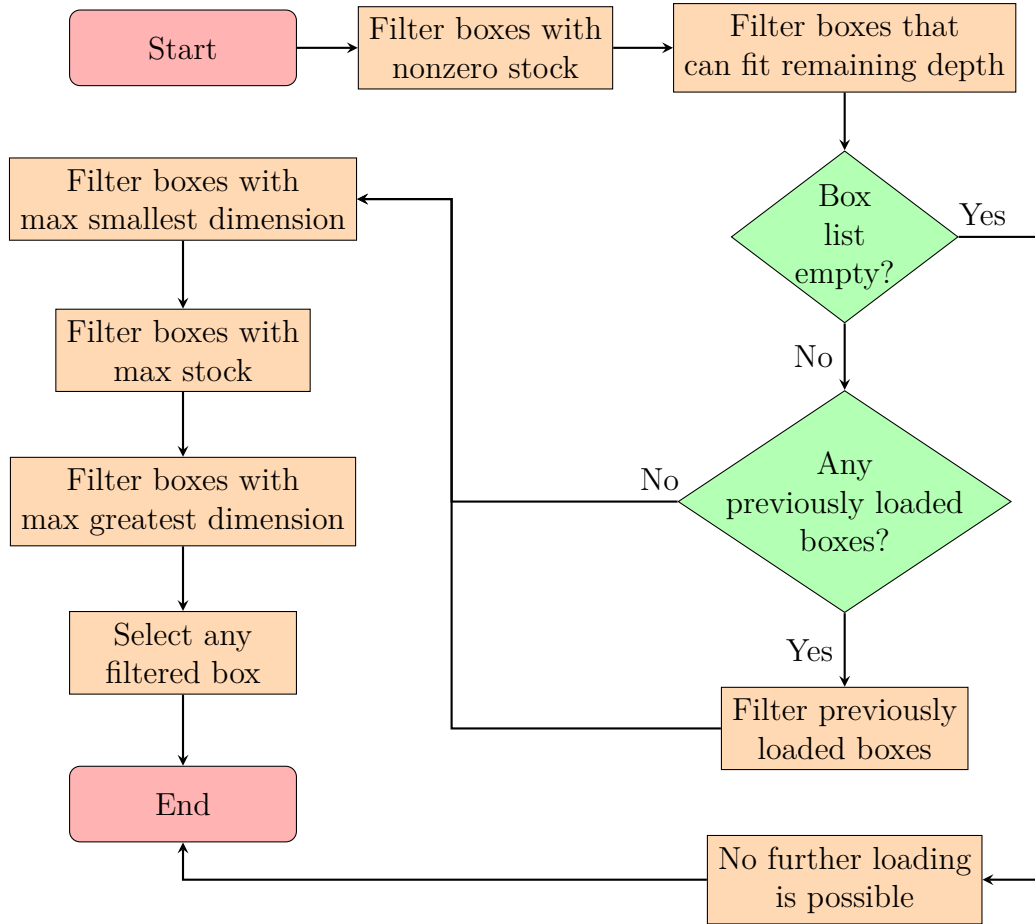 Start
Filter boxes with
nonzero stock
Filter boxes that
can fit remaining depth
Box
list
empty?
Yes
No
Any
previously loaded
boxes?
No
Yes
Filter previously
loaded boxes
Filter boxes with
max smallest dimension
Filter boxes with
max stock
Filter boxes with
max greatest dimension
Select any
filtered box
End
No further loading
is possible